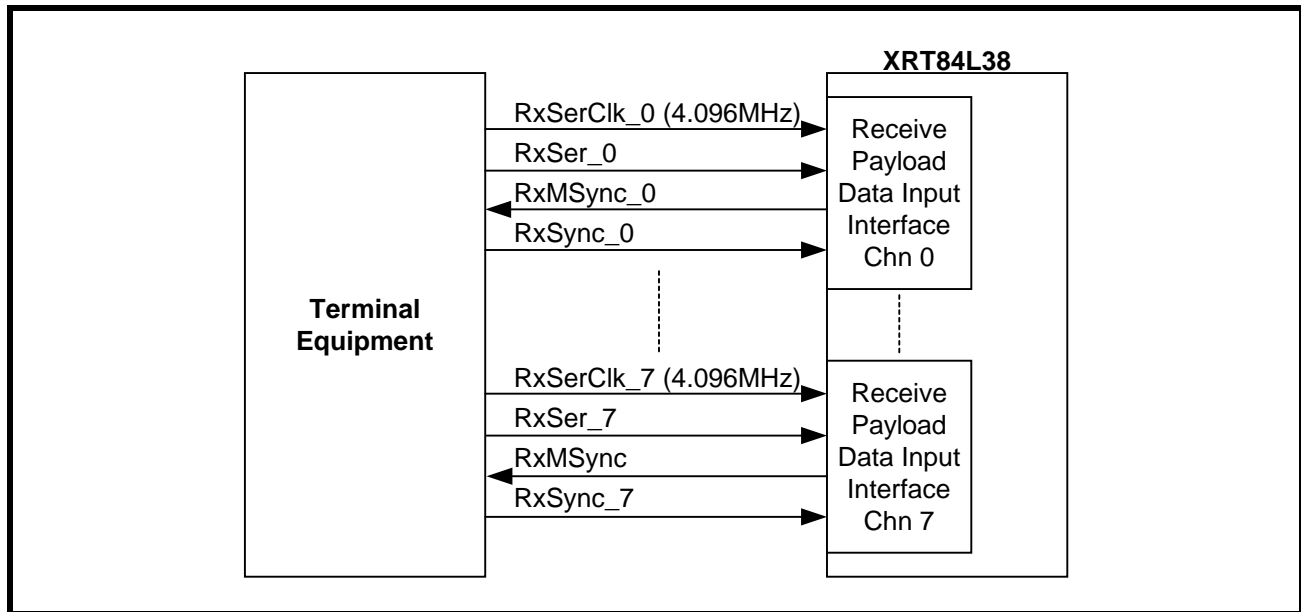 XRT84L38
RxSerClk_0 (4.096MHz)
RxSer_0
RxMSync_0
RxSync_0
Receive
Payload
Data Input
Interface
Chn 0
Terminal
Equipment
RxSerClk_7 (4.096MHz)
RxSer_7
RxMSync
RxSync_7
Receive
Payload
Data Input
Interface
Chn 7